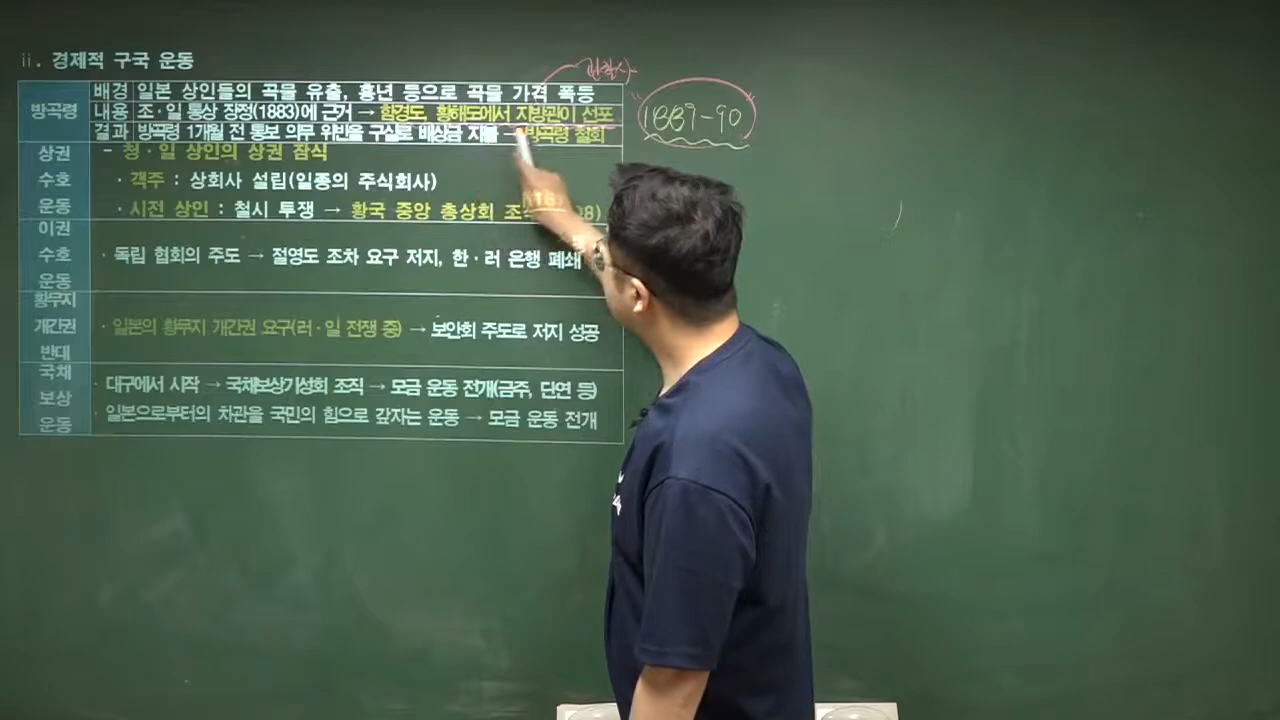 ii. 경제적 구국 운동
관찰사
방곡령
배경 일본 상인들의 곡물 유출, 흉년 등으로 곡물 가격 폭등
내용 조·일 통상 장정(1883)에 근거 → 함경도, 황해도에서 지방관이 선포
결과 방곡령 1개월 전 통보 의무 위반을 구실로 배상금 지불 → 방곡령 철회
1889-90
상권
수호
운동
- 청·일 상인의 상권 잠식
· 객주 : 상회사 설립(일종의 주식회사)
· 시전 상인 : 철시 투쟁 → 황국 중앙 총상회 조직
이권
수호
운동
· 독립 협회의 주도 → 절영도 조차 요구 저지, 한·러 은행 폐쇄
황무지
개간권
반대
· 일본의 황무지 개간권 요구(러·일 전쟁 중) → 보안회 주도로 저지 성공
국채
보상
운동
· 대구에서 시작 → 국채보상기성회 조직 → 모금 운동 전개(금주, 단연 등)
· 일본으로부터의 차관을 국민의 힘으로 갚자는 운동 → 모금 운동 전개